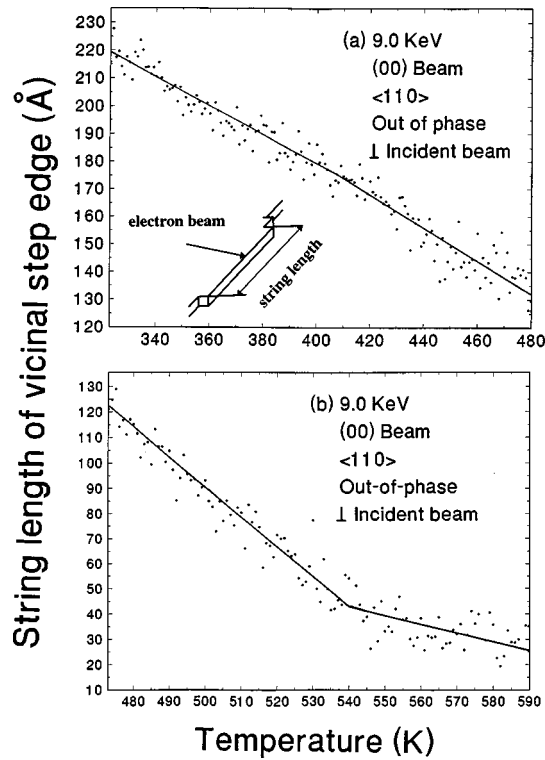 String length of vicinal step edge (Å)
230
220
210
200
190
180
170
160
150
140
130
120
(a) 9.0 KeV
(00) Beam
<110>
Out of phase
⊥ Incident beam
electron beam
string length
340 360 380 400 420 440 460 480
130
120
110
100
90
80
70
60
50
40
30
20
10
(b) 9.0 KeV
(00) Beam
<110>
Out-of-phase
⊥ Incident beam
480 490 500 510 520 530 540 550 560 570 580 590
Temperature (K)